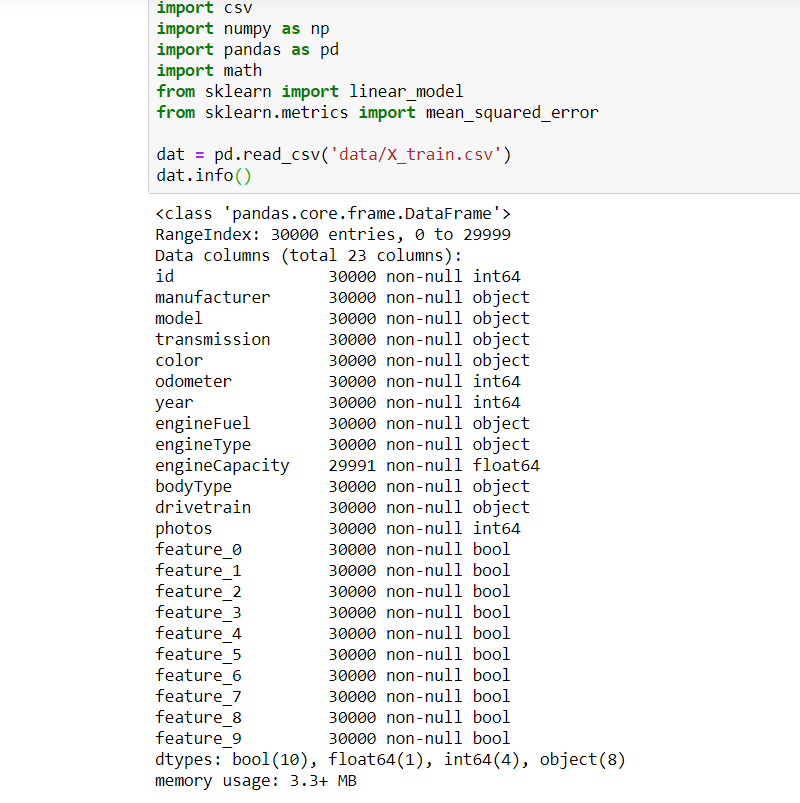 import csv
import numpy as np
import pandas as pd
import math
from sklearn import linear_model
from sklearn.metrics import mean_squared_error

dat = pd.read_csv('data/X_train.csv')
dat.info()

<class 'pandas.core.frame.DataFrame'>
RangeIndex: 30000 entries, 0 to 29999
Data columns (total 23 columns):
id                30000 non-null int64
manufacturer      30000 non-null object
model             30000 non-null object
transmission      30000 non-null object
color             30000 non-null object
odometer          30000 non-null int64
year              30000 non-null int64
engineFuel        30000 non-null object
engineType        30000 non-null object
engineCapacity    29991 non-null float64
bodyType          30000 non-null object
drivetrain        30000 non-null object
photos            30000 non-null int64
feature_0         30000 non-null bool
feature_1         30000 non-null bool
feature_2         30000 non-null bool
feature_3         30000 non-null bool
feature_4         30000 non-null bool
feature_5         30000 non-null bool
feature_6         30000 non-null bool
feature_7         30000 non-null bool
feature_8         30000 non-null bool
feature_9         30000 non-null bool
dtypes: bool(10), float64(1), int64(4), object(8)
memory usage: 3.3+ MB